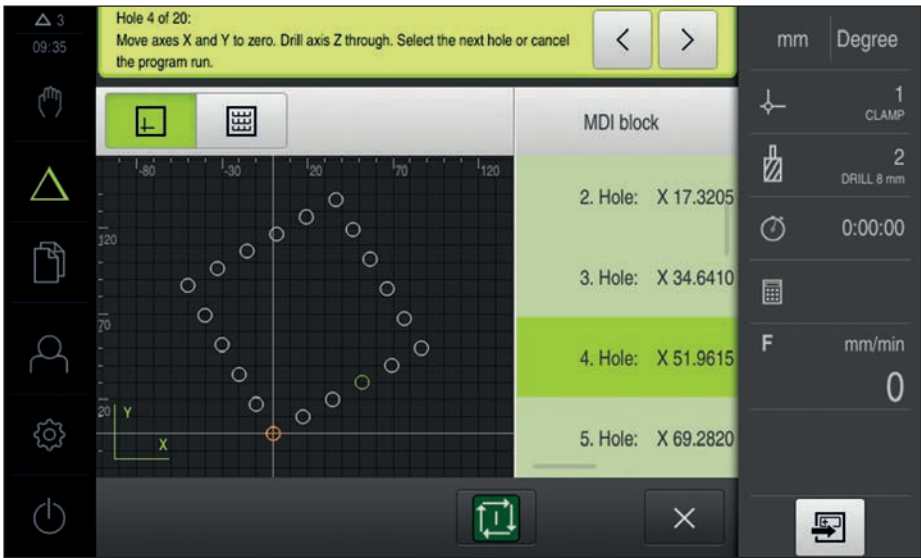 3
09:35
Hole 4 of 20:
Move axes X and Y to zero. Drill axis Z through. Select the next hole or cancel
the program run.
mm Degree
MDI block
1
CLAMP
2
DRILL 8 mm
0:00:00
F mm/min
0
-80 -30 20 70 120
120
70
20
Y
X
2. Hole: X 17.3205
3. Hole: X 34.6410
4. Hole: X 51.9615
5. Hole: X 69.2820